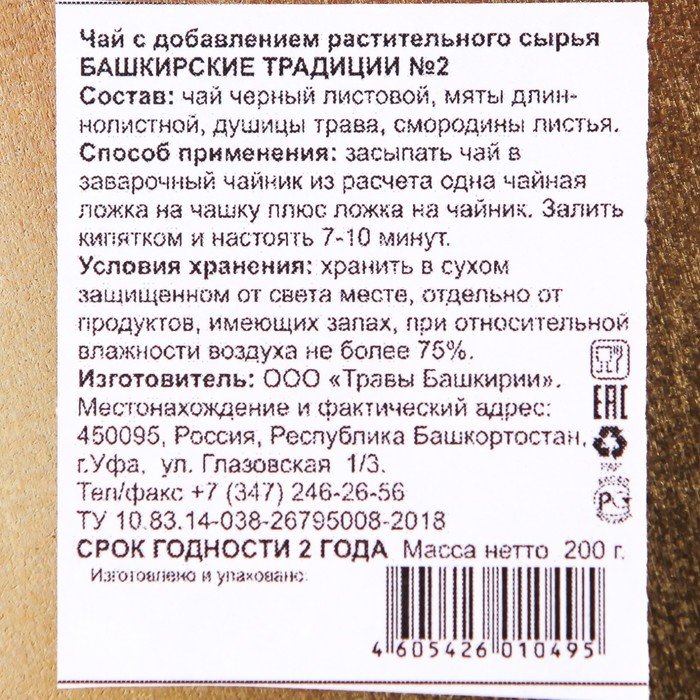 Чай с добавлением растительного сырья
БАШКИРСКИЕ ТРАДИЦИИ №2
Состав: чай черный листовой, мяты длин-
нолистной, душицы трава, смородины листья.
Способ применения: засыпать чай в
заварочный чайник из расчета одна чайная
ложка на чашку плюс ложка на чайник. Залить
кипятком и настоять 7-10 минут.
Условия хранения: хранить в сухом
защищенном от света месте, отдельно от
продуктов, имеющих запах, при относительной
влажности воздуха не более 75%.
Изготовитель: ООО «Травы Башкирии».
Местонахождение и фактический адрес:
450095, Россия, Республика Башкортостан,
г.Уфа, ул. Глазовская 1/3.
Тел/факс +7 (347) 246-26-56
ТУ 10.83.14-038-26795008-2018
СРОК ГОДНОСТИ 2 ГОДА Масса нетто 200 г.
Изготовлено и упаковано:
EAC
РСТ
4 605426 010495